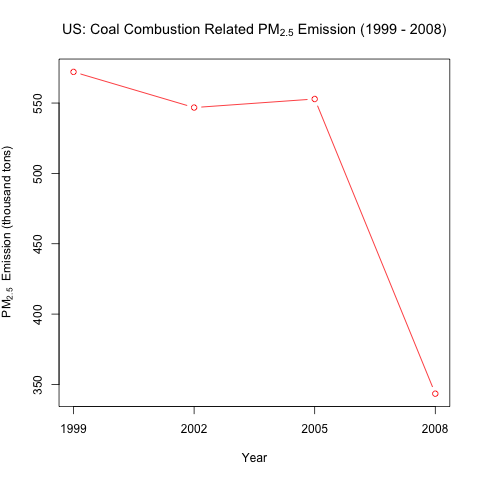 US: Coal Combustion Related PM2.5 Emission (1999 - 2008)
PM2.5 Emission (thousand tons)
550
500
450
400
350
1999 2002 2005 2008
Year